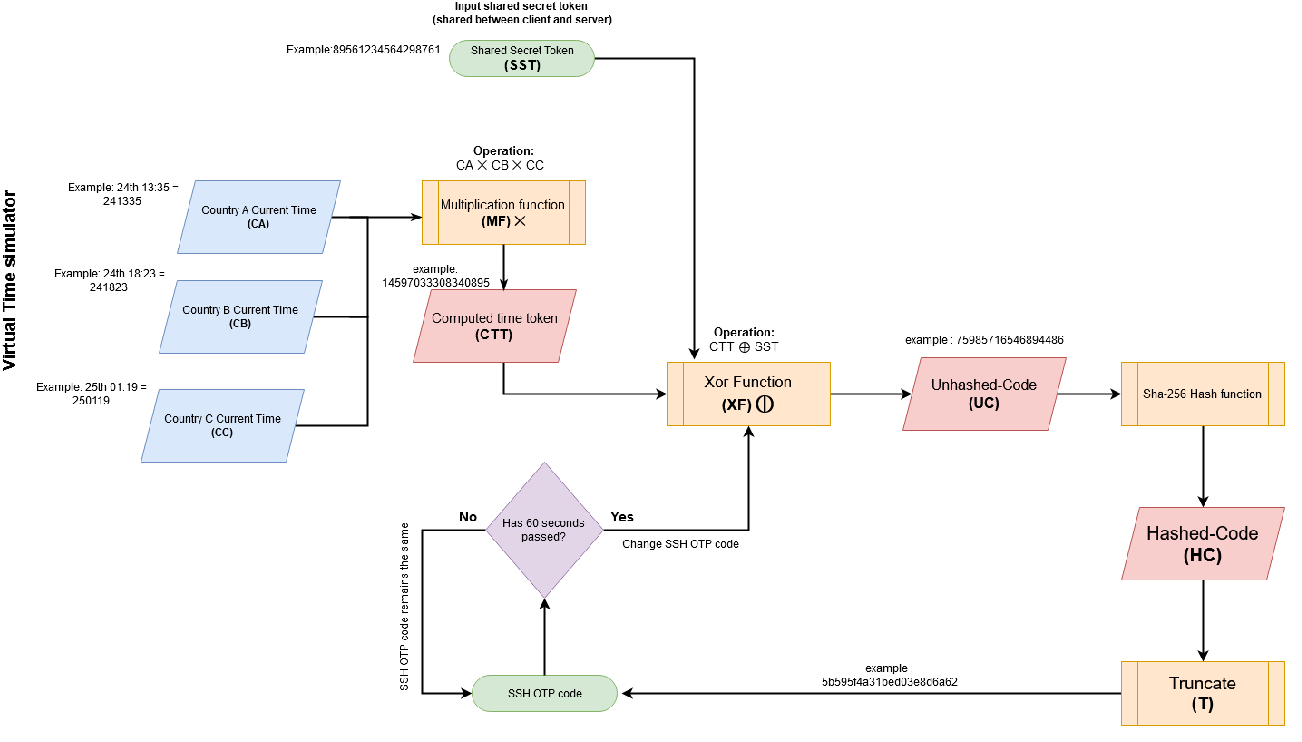 Input shared secret token
(shared between client and server)
Example:89561234564298761
Shared Secret Token
(SST)
Operation:
CA × CB × CC
Multiplication function
(MF) ×
Virtual Time simulator
Example: 24th 13:35 =
241335
Country A Current Time
(CA)
Example: 24th 18:23 =
241823
Country B Current Time
(CB)
Example: 25th 01:19 =
250119
Country C Current Time
(CC)
example:
14597033308340895
Computed time token
(CTT)
Operation:
CTT ⊕ SST
Xor Function
(XF) ⏀
example : 75985716546894486
Unhashed-Code
(UC)
Sha-256 Hash function
Hashed-Code
(HC)
Truncate
(T)
example
5b595f4a31bed03e8d6a62
SSH OTP code
Has 60 seconds
passed?
No
Yes
Change SSH OTP code
SSH OTP code remains the same